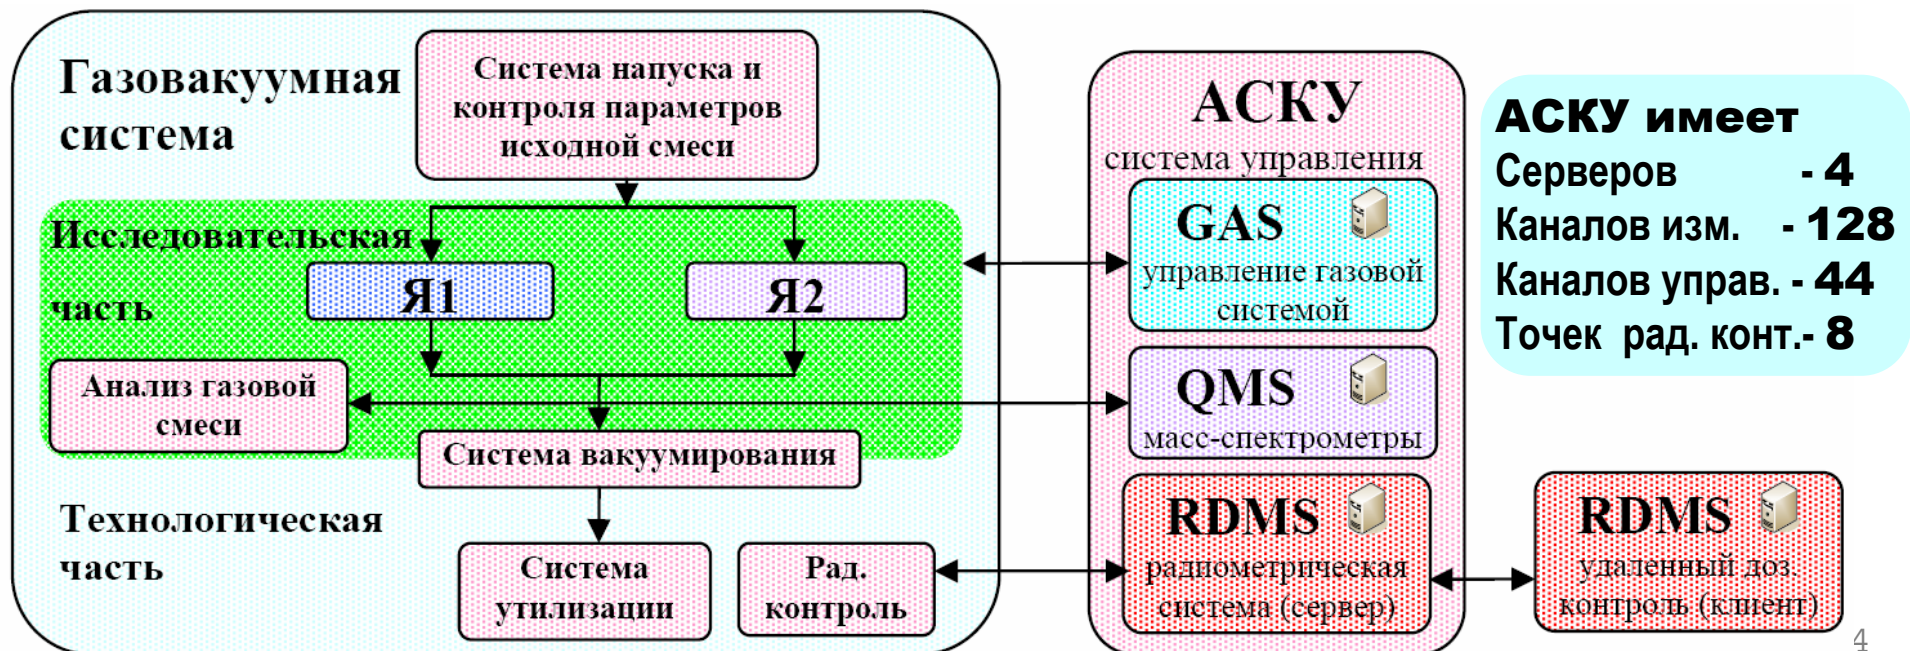 Газовакуумная
система
Система напуска и
контроля параметров
исходной смеси
Исследовательская
часть
Я1
Я2
Анализ газовой
смеси
Система вакуумирования
Технологическая
часть
Система
утилизации
Рад.
контроль
АСКУ
система управления
GAS
управление газовой
системой
QMS
масс-спектрометры
RDMS
радиометрическая
система (сервер)
RDMS
удаленный доз.
контроль (клиент)
АСКУ имеет
Серверов - 4
Каналов изм. - 128
Каналов управ. - 44
Точек рад. конт.- 8
4